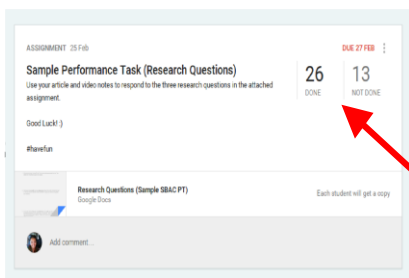 ASSIGNMENT 25 Feb
DUE 27 FEB
Sample Performance Task (Research Questions)
Use your article and video notes to respond to the three research questions in the attached
assignment.
26
DONE
13
NOT DONE
Good Luck! :)
#havefun
Research Questions (Sample SBAC PT)
Google Docs
Each student will get a copy
Add comment...